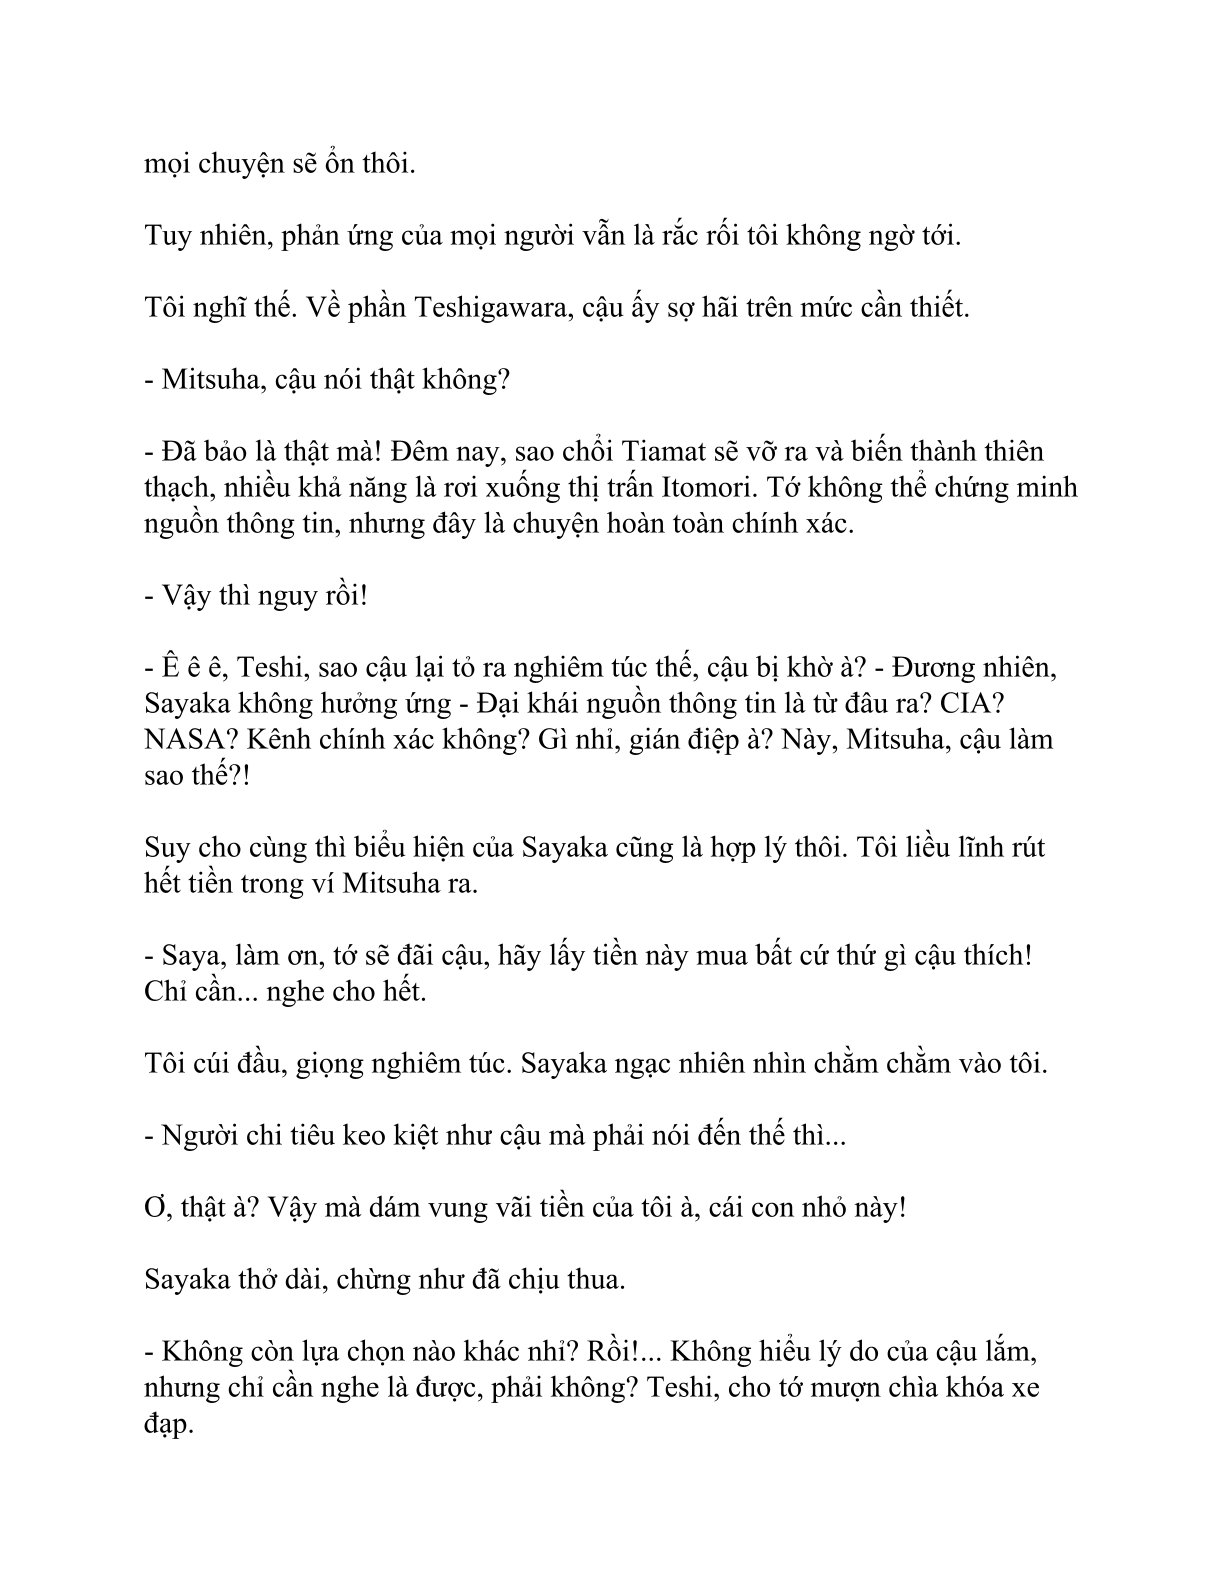 mọi chuyện sẽ ổn thôi.
Tuy nhiên, phản ứng của mọi người vẫn là rắc rối tôi không ngờ tới.
Tôi nghĩ thế. Về phần Teshigawara, cậu ấy sợ hãi trên mức cần thiết.
- Mitsuha, cậu nói thật không?
- Đã bảo là thật mà! Đêm nay, sao chổi Tiamat sẽ vỡ ra và biến thành thiên
thạch, nhiều khả năng là rơi xuống thị trấn Itomori. Tớ không thể chứng minh
nguồn thông tin, nhưng đây là chuyện hoàn toàn chính xác.
- Vậy thì nguy rồi!
- Ê ê ê, Teshi, sao cậu lại tỏ ra nghiêm túc thế, cậu bị khờ à? - Đương nhiên,
Sayaka không hưởng ứng - Đại khái nguồn thông tin là từ đâu ra? CIA?
NASA? Kênh chính xác không? Gì nhỉ, gián điệp à? Này, Mitsuha, cậu làm
sao thế?!
Suy cho cùng thì biểu hiện của Sayaka cũng là hợp lý thôi. Tôi liều lĩnh rút
hết tiền trong ví Mitsuha ra.
- Saya, làm ơn, tớ sẽ đãi cậu, hãy lấy tiền này mua bất cứ thứ gì cậu thích!
Chỉ cần... nghe cho hết.
Tôi cúi đầu, giọng nghiêm túc. Sayaka ngạc nhiên nhìn chằm chằm vào tôi.
- Người chi tiêu keo kiệt như cậu mà phải nói đến thế thì...
Ơ, thật à? Vậy mà dám vung vãi tiền của tôi à, cái con nhỏ này!
Sayaka thở dài, chừng như đã chịu thua.
- Không còn lựa chọn nào khác nhỉ? Rồi!... Không hiểu lý do của cậu lắm,
nhưng chỉ cần nghe là được, phải không? Teshi, cho tớ mượn chìa khóa xe
đạp.